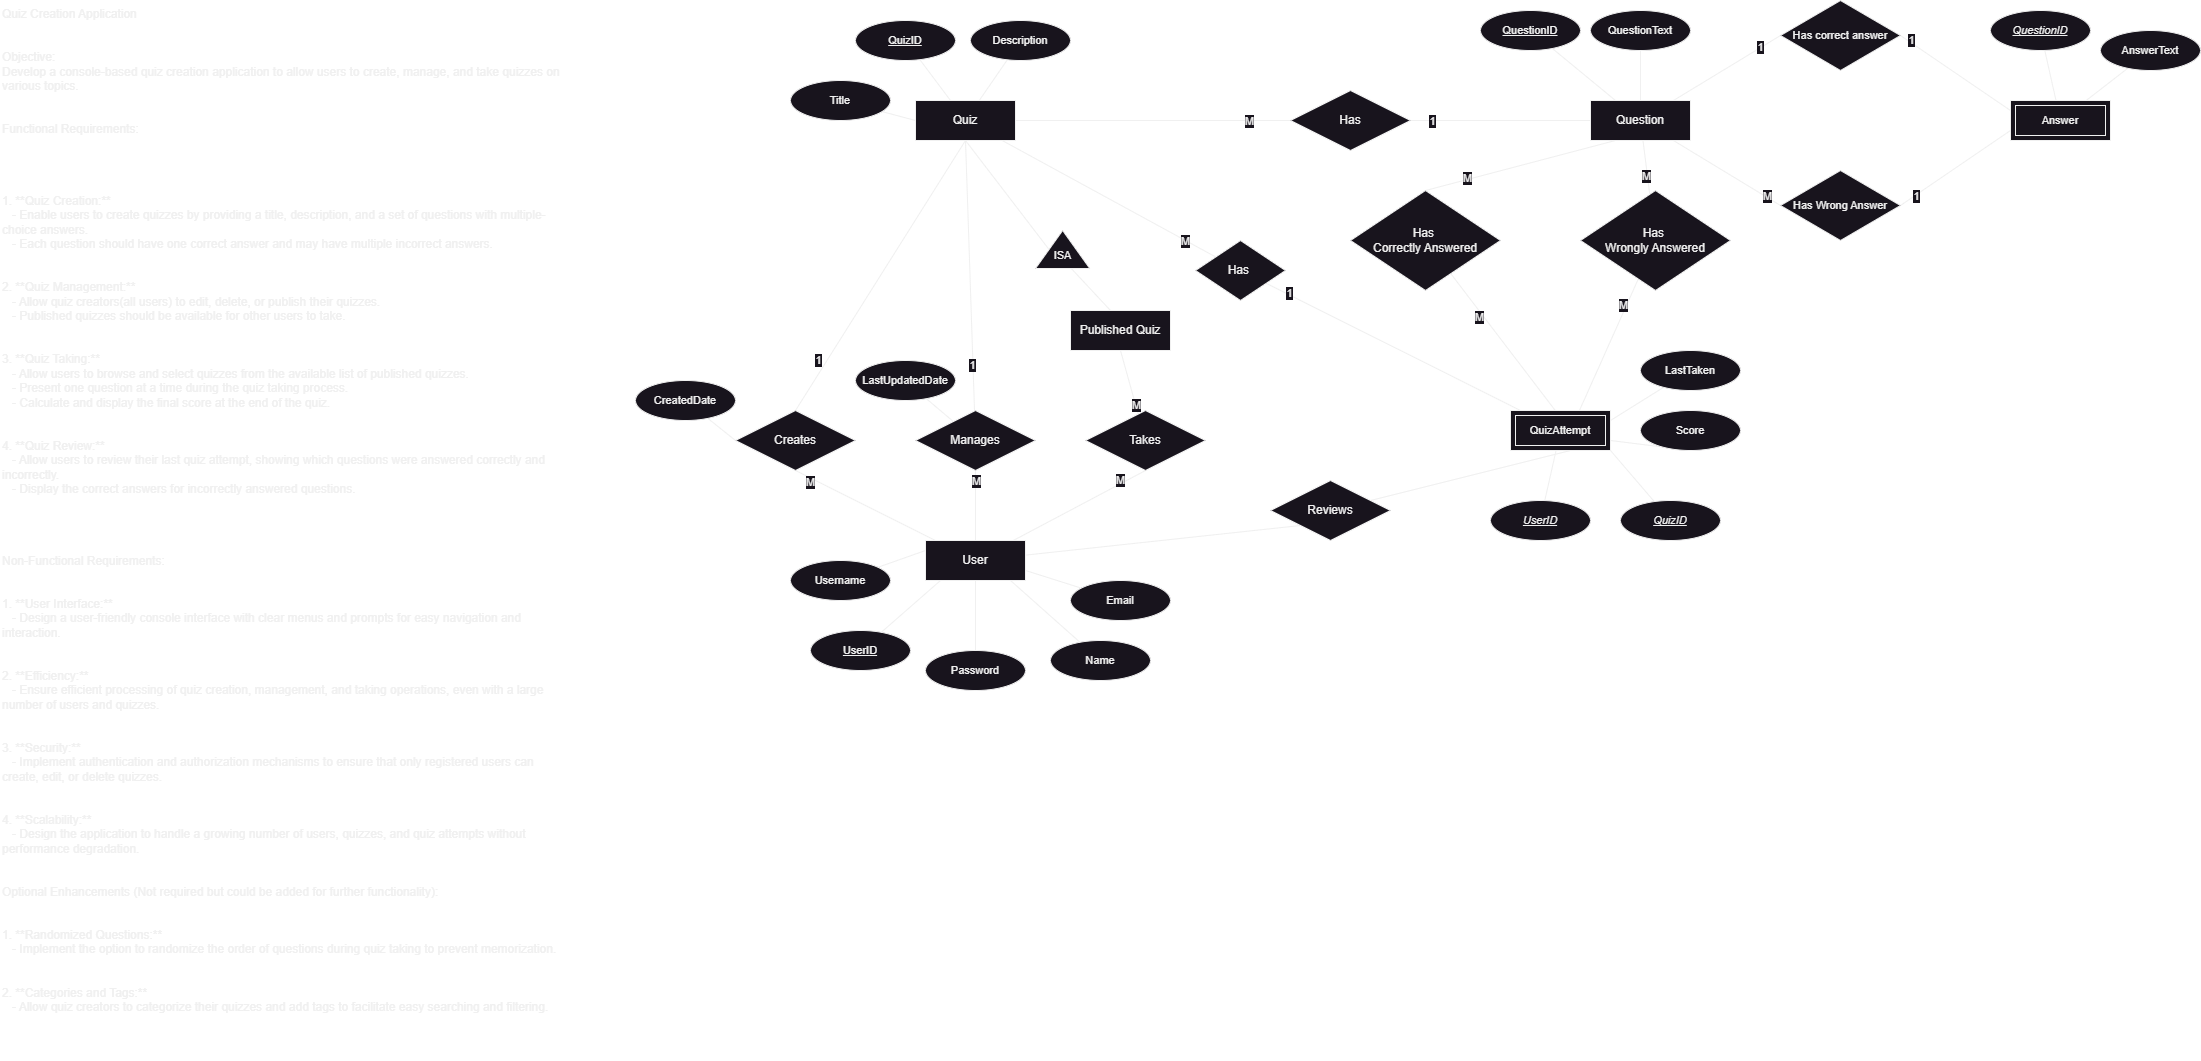 Quiz Creation Application
Objective:
Develop a console-based quiz creation application to allow users to create, manage, and take quizzes on
various topics.
Functional Requirements:
1. **Quiz Creation:**
- Enable users to create quizzes by providing a title, description, and a set of questions with multiple-
choice answers.
- Each question should have one correct answer and may have multiple incorrect answers.
2. **Quiz Management:**
- Allow quiz creators(all users) to edit, delete, or publish their quizzes.
- Published quizzes should be available for other users to take.
3. **Quiz Taking:**
- Allow users to browse and select quizzes from the available list of published quizzes.
- Present one question at a time during the quiz taking process.
- Calculate and display the final score at the end of the quiz.
4. **Quiz Review:**
- Allow users to review their last quiz attempt, showing which questions were answered correctly and
incorrectly.
- Display the correct answers for incorrectly answered questions.
Non-Functional Requirements:
1. **User Interface:**
- Design a user-friendly console interface with clear menus and prompts for easy navigation and
interaction.
2. **Efficiency:**
- Ensure efficient processing of quiz creation, management, and taking operations, even with a large
number of users and quizzes.
3. **Security:**
- Implement authentication and authorization mechanisms to ensure that only registered users can
create, edit, or delete quizzes.
4. **Scalability:**
- Design the application to handle a growing number of users, quizzes, and quiz attempts without
performance degradation.
Optional Enhancements (Not required but could be added for further functionality):
1. **Randomized Questions:**
- Implement the option to randomize the order of questions during quiz taking to prevent memorization.
2. **Categories and Tags:**
- Allow quiz creators to categorize their quizzes and add tags to facilitate easy searching and filtering.
QuizID
Description
Title
Quiz
M
Has
1
QuestionID
QuestionText
Question
1
Has correct answer
1
QuestionID
AnswerText
Answer
M
Has Wrong Answer
1
M
Has
Correctly Answered
M
M
Has
Wrongly Answered
M
M
Has
1
ISA
Published Quiz
1
1
M
CreatedDate
LastUpdatedDate
Creates
Manages
Takes
M
M
M
LastTaken
Score
QuizAttempt
UserID
QuizID
Reviews
User
Username
UserID
Password
Name
Email